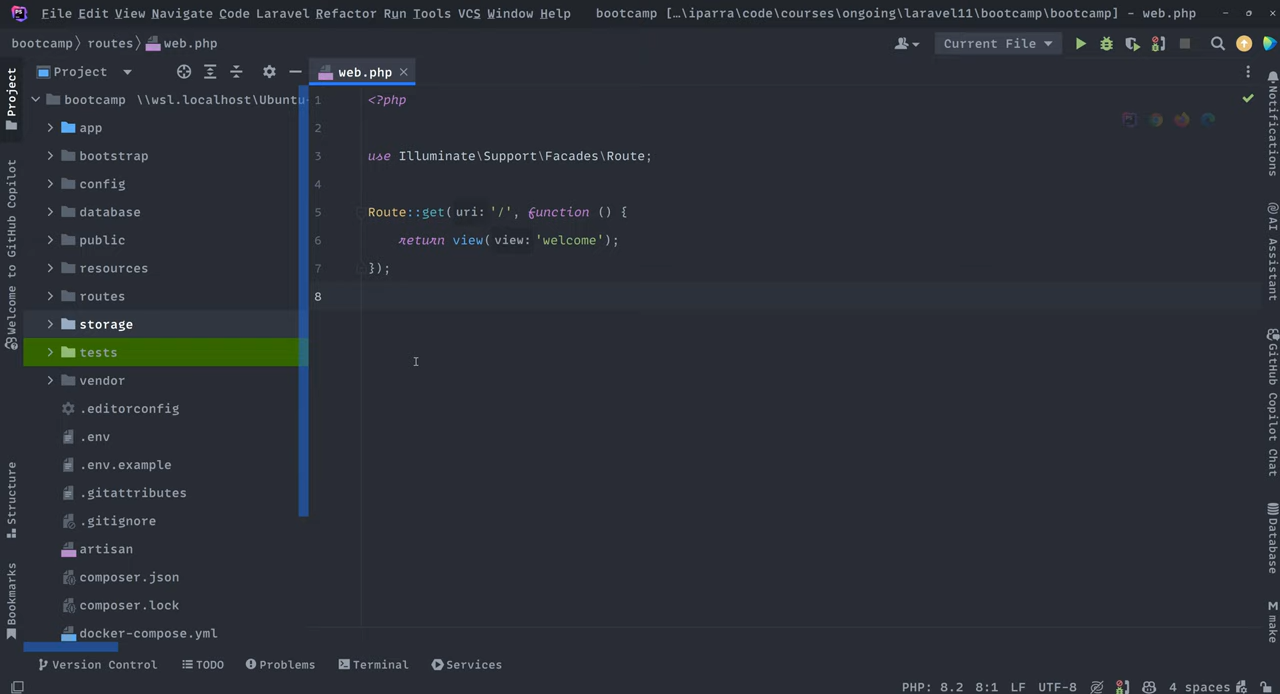 File Edit View Navigate Code Laravel Refactor Run Tools VCS Window Help bootcamp […\iparra\code\courses\ongoing\laravel11\bootcamp\bootcamp] - web.php
bootcamp routes web.php
Current File
Project
web.php
bootcamp \\wsl.localhost\Ubuntu
app
bootstrap
config
database
public
resources
routes
storage
tests
vendor
.editorconfig
.env
.env.example
.gitattributes
.gitignore
artisan
composer.json
composer.lock
docker-compose.yml
1 <?php
2
3 use Illuminate\Support\Facades\Route;
4
5 Route::get( uri: '/', function () {
6 return view( view: 'welcome');
7 });
8
Project
Welcome to GitHub Copilot
Structure
Bookmarks
Notifications
AI Assistant
GitHub Copilot Chat
Database
M make
Version Control TODO Problems Terminal Services
PHP: 8.2 8:1 LF UTF-8 4 spaces